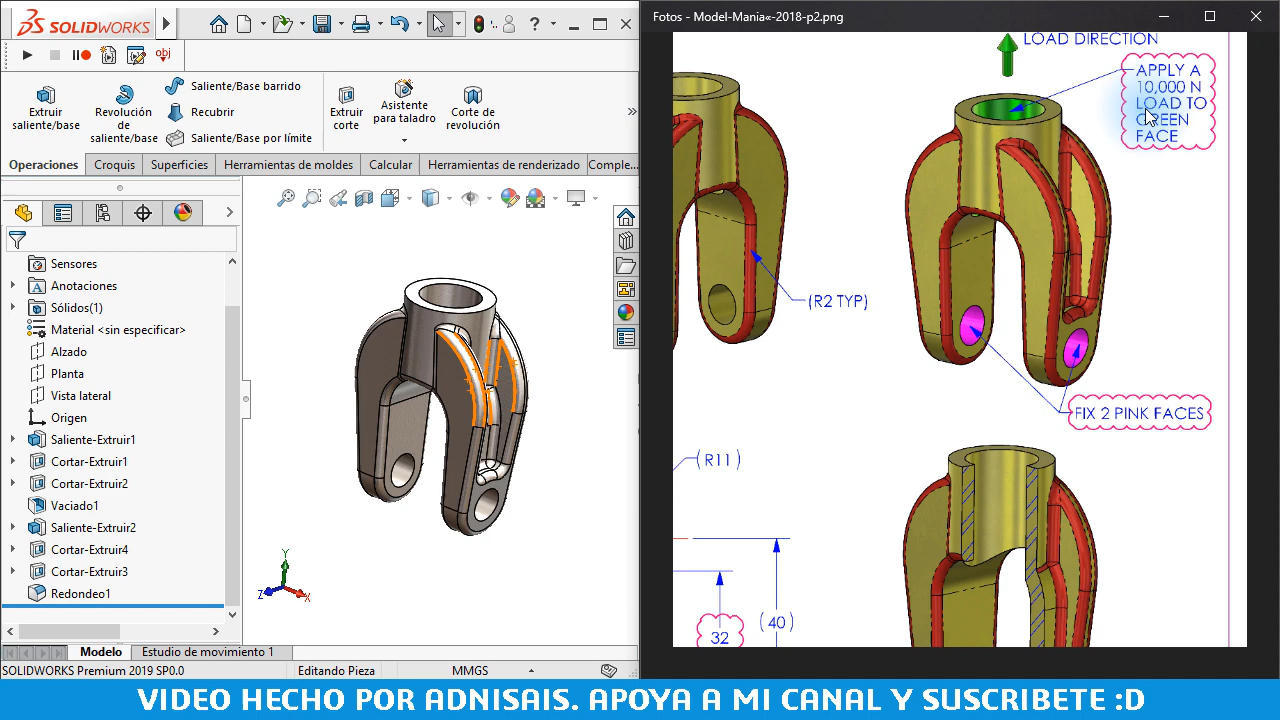 SOLIDWORKS
obj
Extruir
saliente/base
Revolución
de
saliente/base
Saliente/Base barrido
Recubrir
Saliente/Base por límite
Extruir
corte
Asistente
para taladro
Corte de
revolución
Operaciones
Croquis
Superficies
Herramientas de moldes
Calcular
Herramientas de renderizado
Comple...
Sensores
Anotaciones
Sólidos(1)
Material <sin especificar>
Alzado
Planta
Vista lateral
Origen
Saliente-Extruir1
Cortar-Extruir1
Cortar-Extruir2
Vaciado1
Saliente-Extruir2
Cortar-Extruir4
Cortar-Extruir3
Redondeo1
Y
Z
X
Modelo
Estudio de movimiento 1
SOLIDWORKS Premium 2019 SP0.0
Editando Pieza
MMGS
Fotos - Model-Mania«-2018-p2.png
LOAD DIRECTION
APPLY A
10,000 N
LOAD TO
GREEN
FACE
(R2 TYP)
FIX 2 PINK FACES
(R11)
(40)
32
VIDEO HECHO POR ADNISAIS. APOYA A MI CANAL Y SUSCRIBETE :D